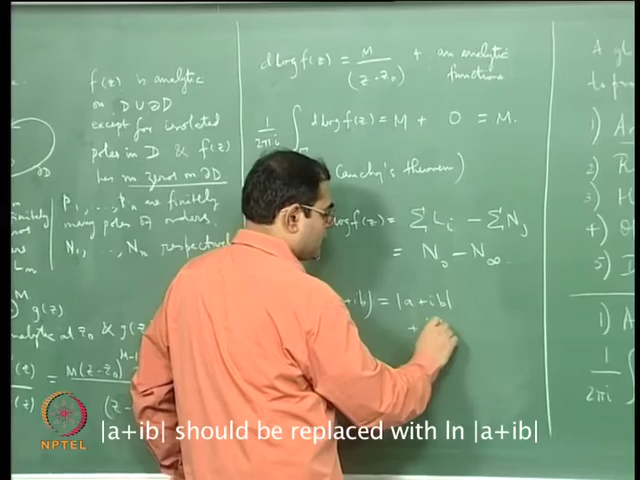 f(z) is analytic
on D ∪ ∂D
except for isolated
poles in D & f(z)
has no zeros on ∂D
P₁, ..., Pₙ are finitely
many poles of orders
N₁, ..., Nₙ respectively
∂D
d log f(z) = M/(z-z₀) + an analytic function
1/2πi ∫ d log f(z) = M + 0 = M.
(Cauchy's theorem)
log f(z) = Σ Lᵢ - Σ Nⱼ
= N₀ - N∞
+ib) = |a+ib|
+
g(z)
at z₀ & g(z
= M(z-z₀)
1)
2)
3)
4)
5)
1)
1/2πi
NPTEL
|a+ib| should be replaced with ln |a+ib|